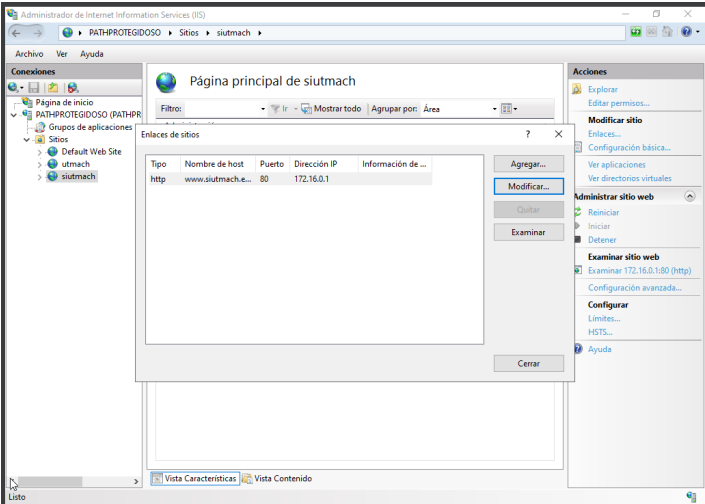 Administrador de Internet Information Services (IIS)
PATHPROTEGIDOSO Sitios siutmach
Archivo Ver Ayuda
Conexiones
Página de inicio
PATHPROTEGIDOSO (PATHPR
Grupos de aplicaciones
Sitios
Default Web Site
utmach
siutmach
Página principal de siutmach
Filtro: Ir Mostrar todo Agrupar por: Área
Enlaces de sitios ? ×
Tipo Nombre de host Puerto Dirección IP Información de ...
http www.siutmach.e... 80 172.16.0.1
Agregar...
Modificar...
Quitar
Examinar
Cerrar
Vista Características Vista Contenido
Acciones
Explorar
Editar permisos...
Modificar sitio
Enlaces...
Configuración básica...
Ver aplicaciones
Ver directorios virtuales
Administrar sitio web
Reiniciar
Iniciar
Detener
Examinar sitio web
Examinar 172.16.0.1:80 (http)
Configuración avanzada...
Configurar
Límites...
HSTS...
Ayuda
Listo